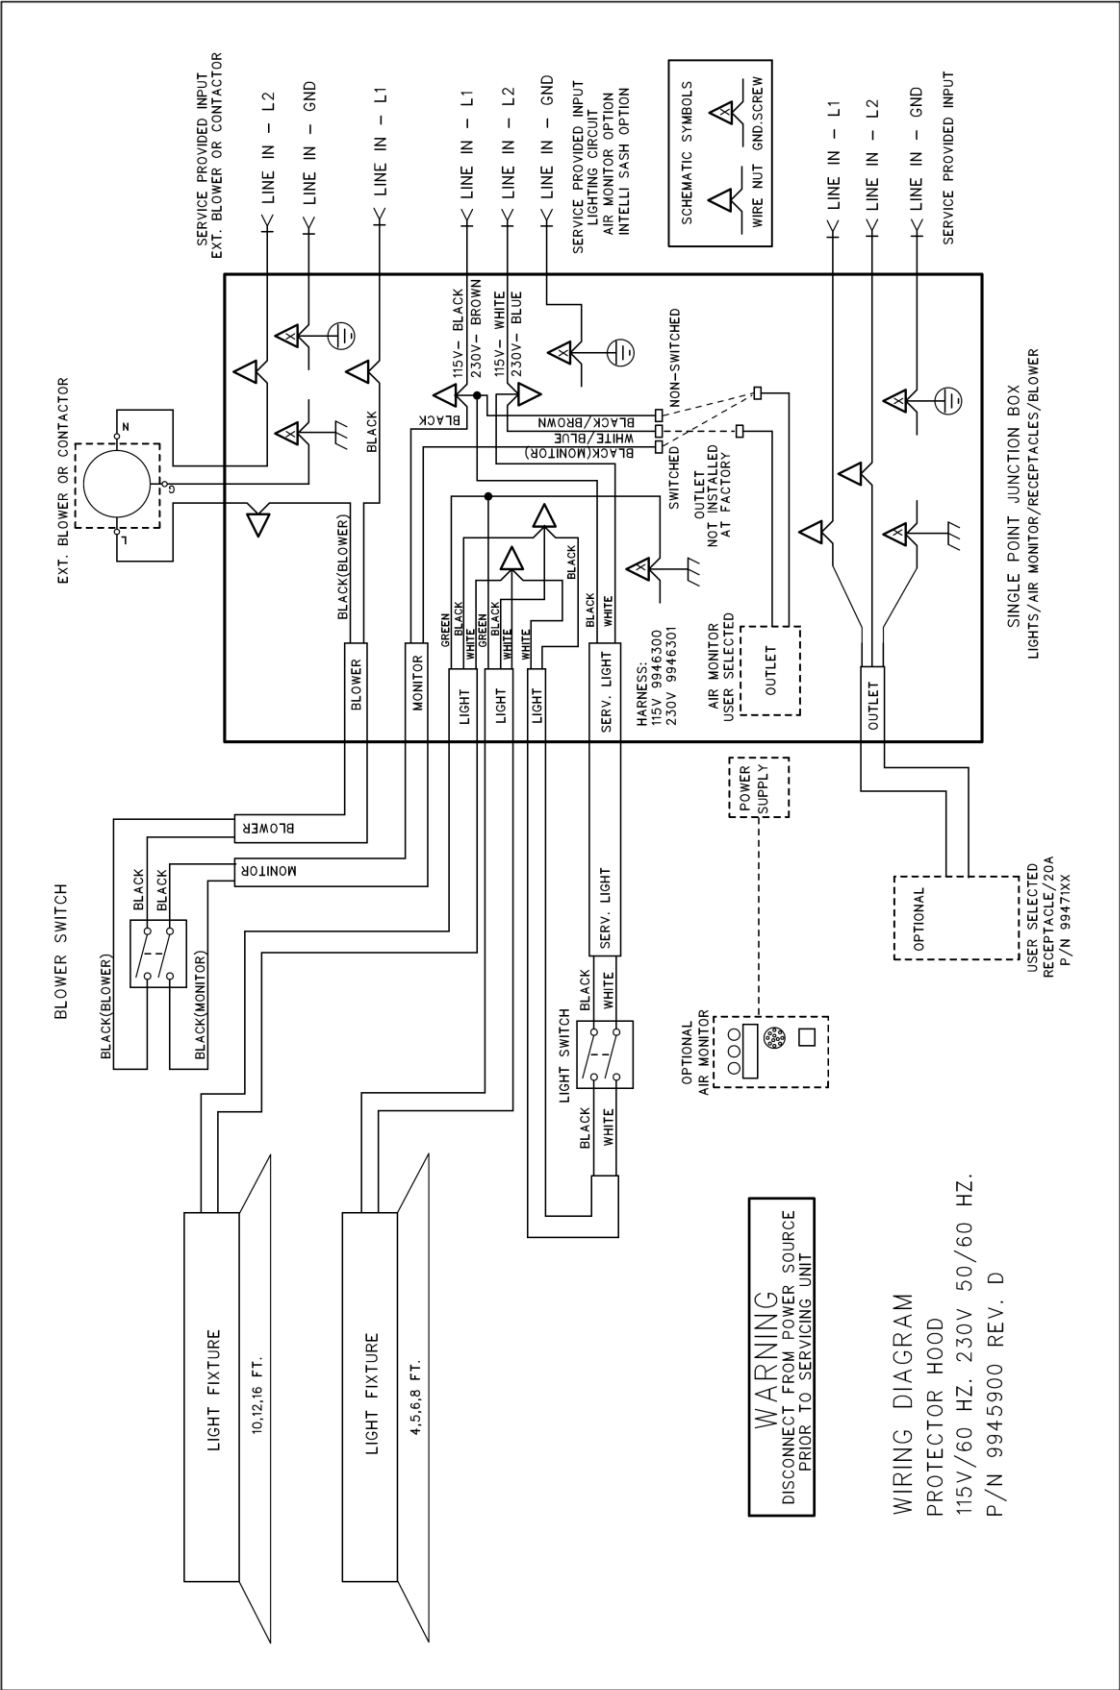 EXT. BLOWER OR CONTACTOR
N
G
L
SERVICE PROVIDED INPUT
EXT. BLOWER OR CONTACTOR
LINE IN - L2
LINE IN - GND
LINE IN - L1
X
X
BLACK
BLACK(BLOWER)
BLOWER SWITCH
BLACK(BLOWER)
BLACK
BLACK
BLACK(MONITOR)
BLOWER
MONITOR
BLOWER
MONITOR
LIGHT
LIGHT
LIGHT
SERV. LIGHT
GREEN
BLACK
WHITE
GREEN
BLACK
WHITE
WHITE
BLACK
BLACK
WHITE
LINE IN - L1
LINE IN - L2
LINE IN - GND
SERVICE PROVIDED INPUT
LIGHTING CIRCUIT
AIR MONITOR OPTION
INTELLI SASH OPTION
115V- BLACK
230V- BROWN
115V- WHITE
230V- BLUE
X
BLACK
BLACK/BROWN
WHITE/BLUE
BLACK(MONITOR)
NON-SWITCHED
SWITCHED
OUTLET
NOT INSTALLED
AT FACTORY
X
SCHEMATIC SYMBOLS
X
WIRE NUT
GND.SCREW
HARNESS:
115V 9946300
230V 9946301
AIR MONITOR
USER SELECTED
OUTLET
LINE IN - L1
LINE IN - L2
LINE IN - GND
SERVICE PROVIDED INPUT
X
X
OUTLET
SINGLE POINT JUNCTION BOX
LIGHTS/AIR MONITOR/RECEPTACLES/BLOWER
SERV. LIGHT
BLACK
WHITE
LIGHT SWITCH
BLACK
WHITE
POWER
SUPPLY
OPTIONAL
AIR MONITOR
OPTIONAL
USER SELECTED
RECEPTACLE/20A
P/N 99471XX
LIGHT FIXTURE
10,12,16 FT.
LIGHT FIXTURE
4,5,6,8 FT.
WARNING
DISCONNECT FROM POWER SOURCE
PRIOR TO SERVICING UNIT
WIRING DIAGRAM
PROTECTOR HOOD
115V/60 HZ. 230V 50/60 HZ.
P/N 9945900 REV. D